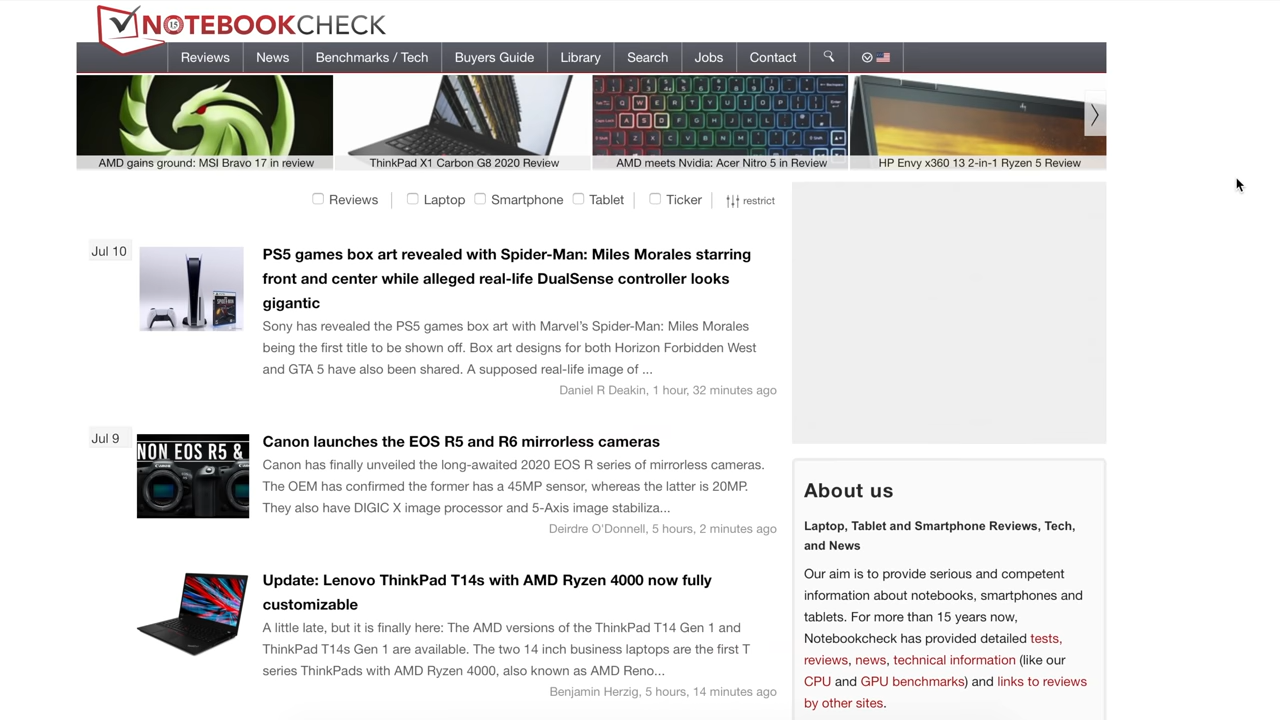 NOTEBOOKCHECK
15
Reviews News Benchmarks / Tech Buyers Guide Library Search Jobs Contact
AMD gains ground: MSI Bravo 17 in review
ThinkPad X1 Carbon G8 2020 Review
AMD meets Nvidia: Acer Nitro 5 in Review
HP Envy x360 13 2-in-1 Ryzen 5 Review
Reviews Laptop Smartphone Tablet Ticker restrict
Jul 10
PS5 games box art revealed with Spider-Man: Miles Morales starring
front and center while alleged real-life DualSense controller looks
gigantic
Sony has revealed the PS5 games box art with Marvel's Spider-Man: Miles Morales
being the first title to be shown off. Box art designs for both Horizon Forbidden West
and GTA 5 have also been shared. A supposed real-life image of ...
Daniel R Deakin, 1 hour, 32 minutes ago
Jul 9
NON EOS R5 &
Canon launches the EOS R5 and R6 mirrorless cameras
Canon has finally unveiled the long-awaited 2020 EOS R series of mirrorless cameras.
The OEM has confirmed the former has a 45MP sensor, whereas the latter is 20MP.
They also have DIGIC X image processor and 5-Axis image stabiliza...
Deirdre O'Donnell, 5 hours, 2 minutes ago
Update: Lenovo ThinkPad T14s with AMD Ryzen 4000 now fully
customizable
A little late, but it is finally here: The AMD versions of the ThinkPad T14 Gen 1 and
ThinkPad T14s Gen 1 are available. The two 14 inch business laptops are the first T
series ThinkPads with AMD Ryzen 4000, also known as AMD Reno...
Benjamin Herzig, 5 hours, 14 minutes ago
About us
Laptop, Tablet and Smartphone Reviews, Tech,
and News
Our aim is to provide serious and competent
information about notebooks, smartphones and
tablets. For more than 15 years now,
Notebookcheck has provided detailed tests,
reviews, news, technical information (like our
CPU and GPU benchmarks) and links to reviews
by other sites.